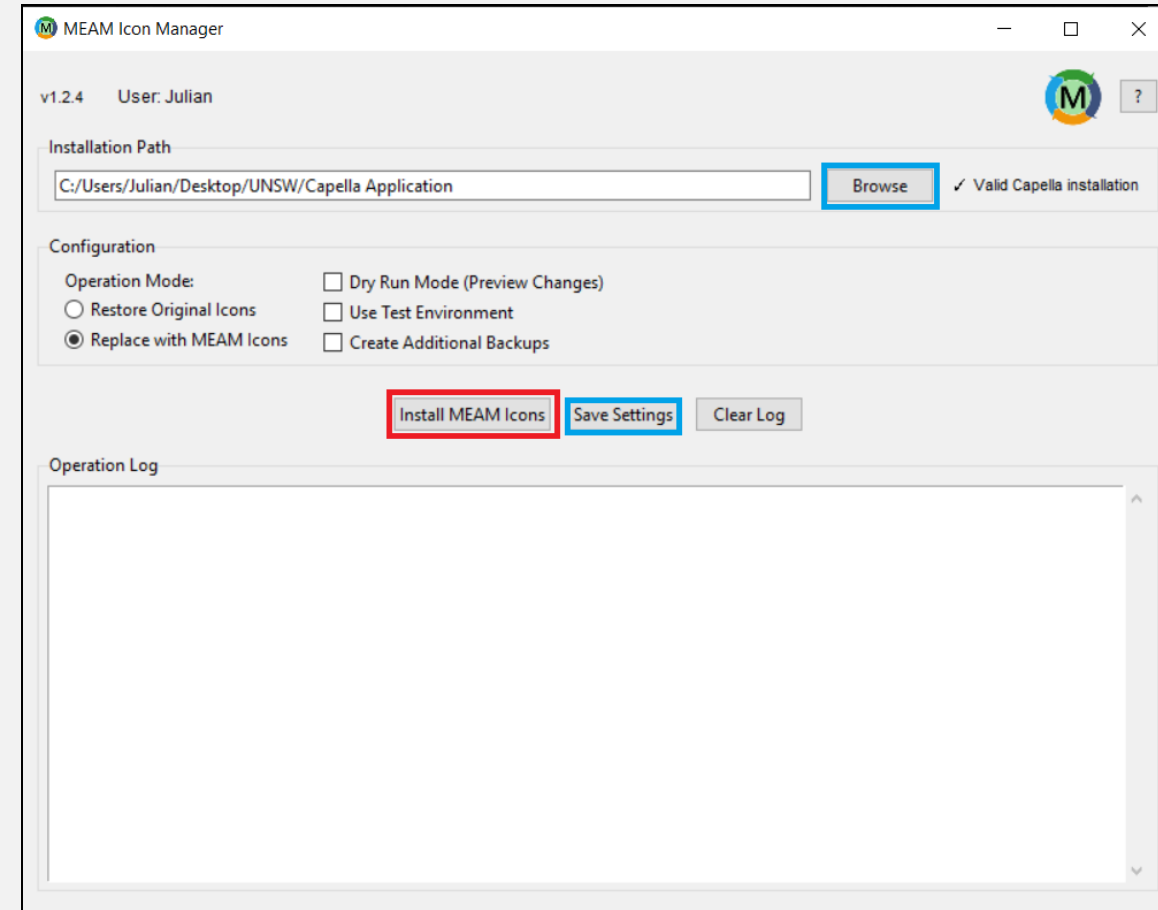 M MEAM Icon Manager
v1.2.4 User: Julian M ?
Installation Path
C:/Users/Julian/Desktop/UNSW/Capella Application Browse ✓ Valid Capella installation
Configuration
Operation Mode:
Restore Original Icons
Replace with MEAM Icons
Dry Run Mode (Preview Changes)
Use Test Environment
Create Additional Backups
Install MEAM Icons Save Settings Clear Log
Operation Log